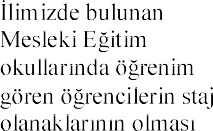 İlimizde bulunan
Mesleki Eğitim
okullarında öğrenim
gören öğrencilerin staj
olanaklarının olması